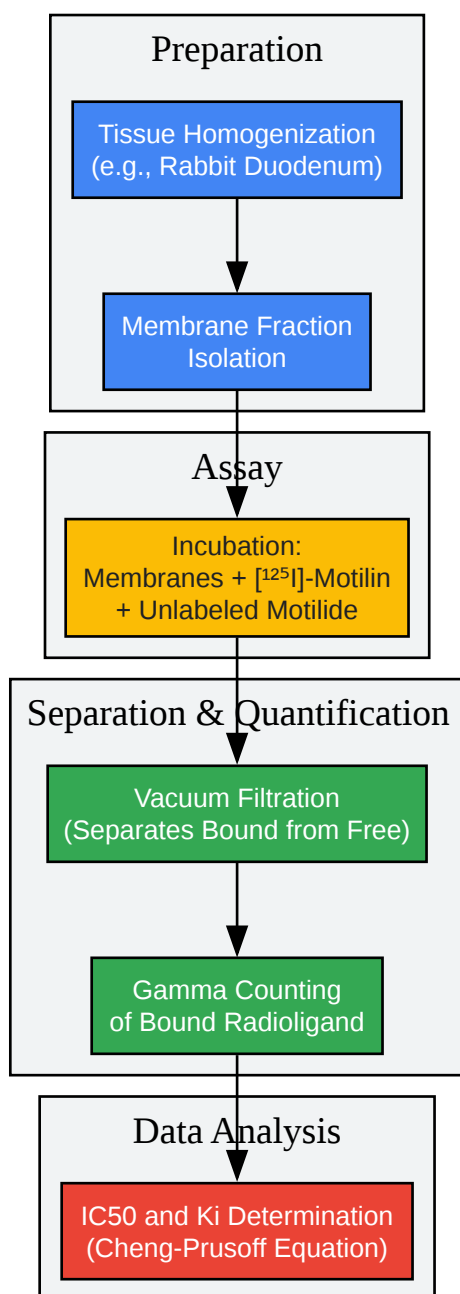 Preparation
Tissue Homogenization
(e.g., Rabbit Duodenum)
Membrane Fraction
Isolation
Assay
Incubation:
Membranes + [¹²⁵I]-Motilin
+ Unlabeled Motilide
Separation & Quantification
Vacuum Filtration
(Separates Bound from Free)
Gamma Counting
of Bound Radioligand
Data Analysis
IC50 and Ki Determination
(Cheng-Prusoff Equation)